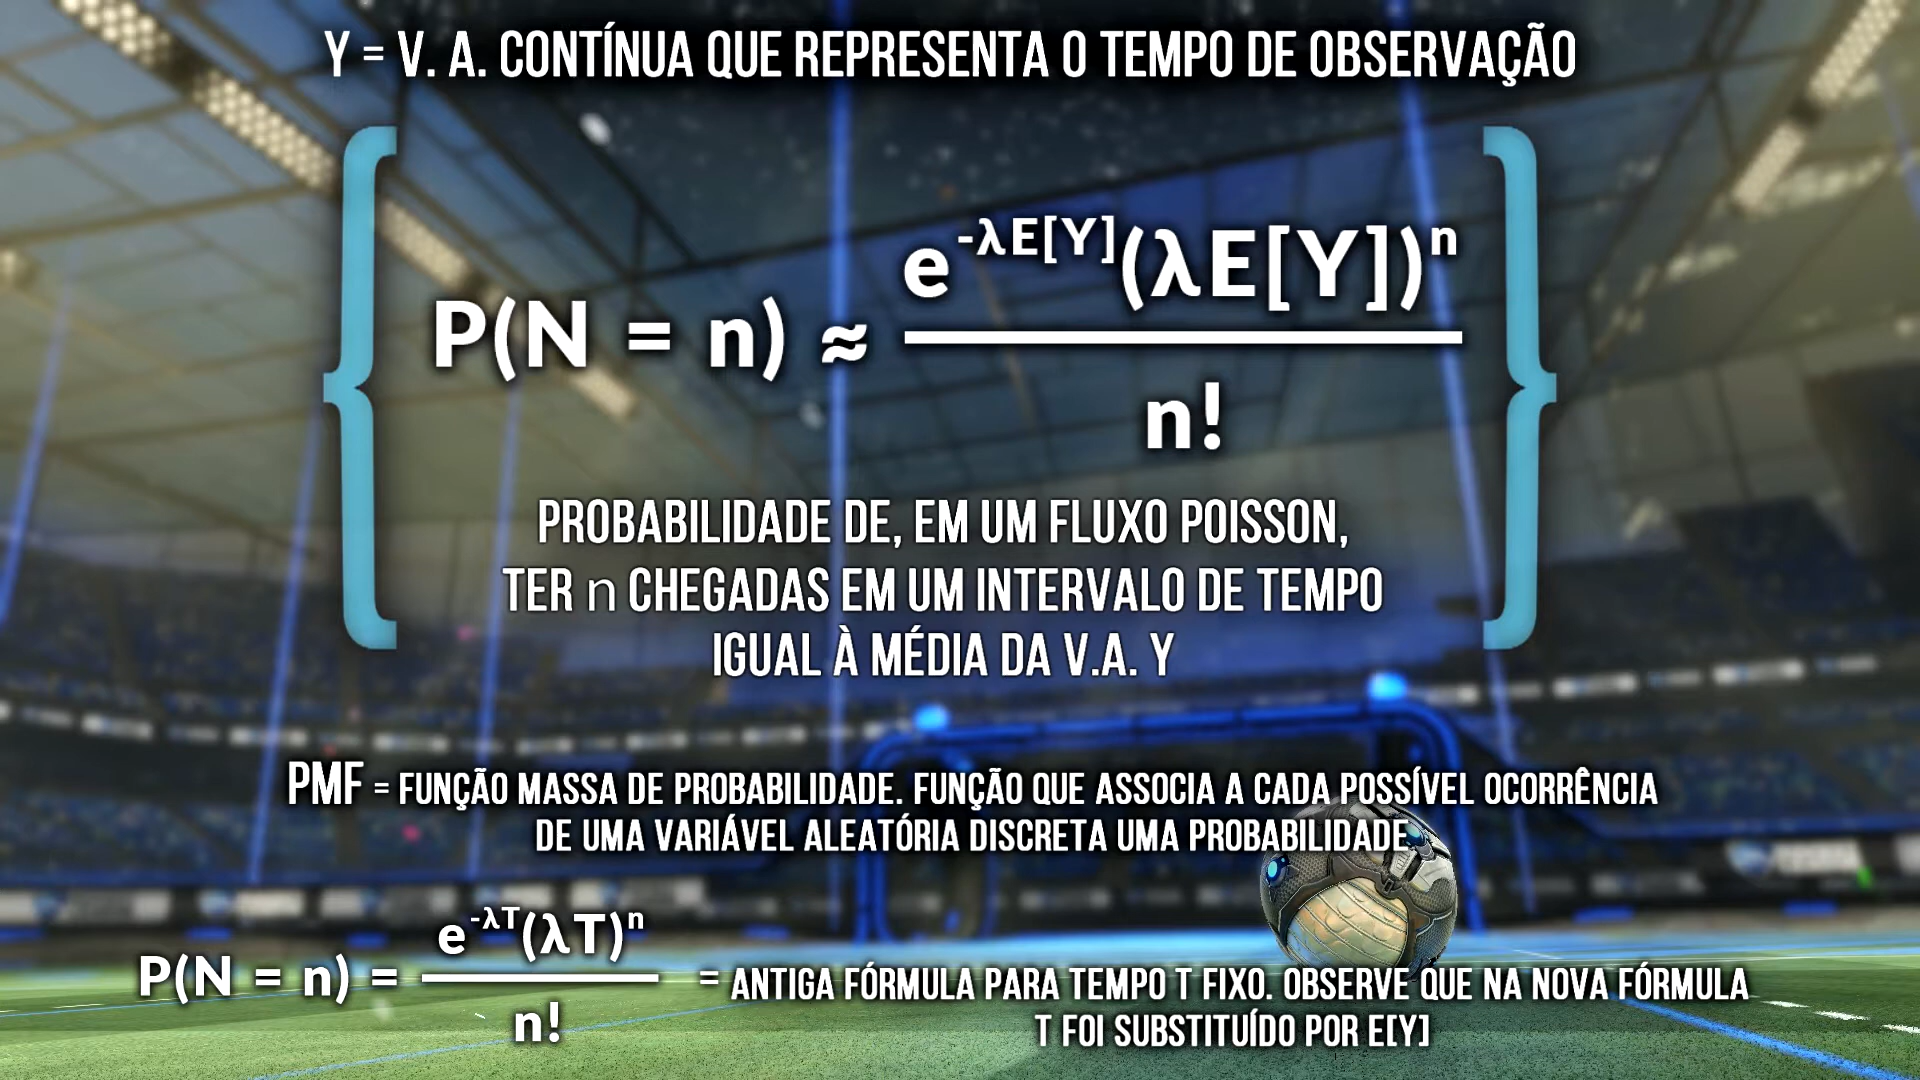 Y = V. A. CONTÍNUA QUE REPRESENTA O TEMPO DE OBSERVAÇÃO
P(N = n) ≈ e^-λE[Y](λE[Y])^n / n!
PROBABILIDADE DE, EM UM FLUXO POISSON,
TER n CHEGADAS EM UM INTERVALO DE TEMPO
IGUAL À MÉDIA DA V.A. Y
PMF = FUNÇÃO MASSA DE PROBABILIDADE. FUNÇÃO QUE ASSOCIA A CADA POSSÍVEL OCORRÊNCIA
DE UMA VARIÁVEL ALEATÓRIA DISCRETA UMA PROBABILIDADE.
P(N = n) = e^-λT(λT)^n / n! = ANTIGA FÓRMULA PARA TEMPO T FIXO. OBSERVE QUE NA NOVA FÓRMULA
T FOI SUBSTITUÍDO POR E[Y]